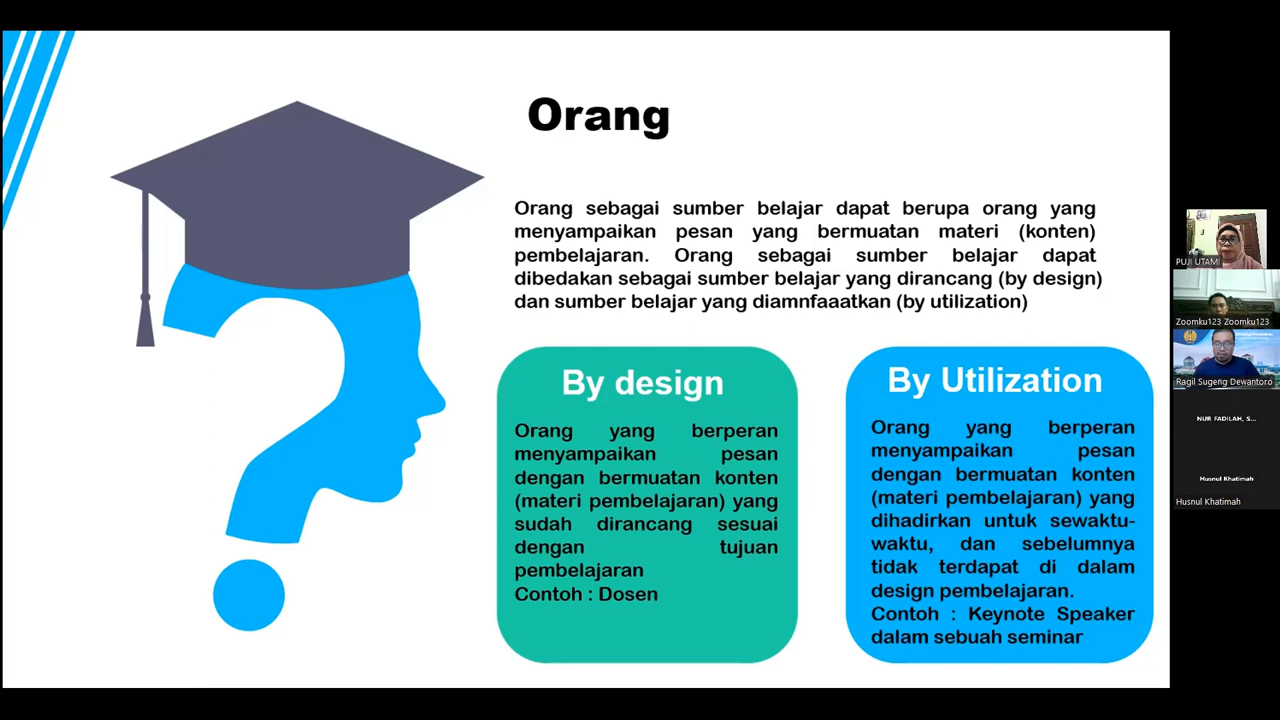 Orang
Orang sebagai sumber belajar dapat berupa orang yang
menyampaikan pesan yang bermuatan materi (konten)
pembelajaran. Orang sebagai sumber belajar dapat
dibedakan sebagai sumber belajar yang dirancang (by design)
dan sumber belajar yang diamnfaaatkan (by utilization)
By design
Orang yang berperan
menyampaikan pesan
dengan bermuatan konten
(materi pembelajaran) yang
sudah dirancang sesuai
dengan tujuan
pembelajaran
Contoh : Dosen
By Utilization
Orang yang berperan
menyampaikan pesan
dengan bermuatan konten
(materi pembelajaran) yang
dihadirkan untuk sewaktu-
waktu, dan sebelumnya
tidak terdapat di dalam
design pembelajaran.
Contoh : Keynote Speaker
dalam sebuah seminar
PUJI UTAMI
Zoomku123 Zoomku123
Ragil Sugeng Dewantoro
NUR FADILAH, S...
Husnul Khatimah
Husnul Khatimah